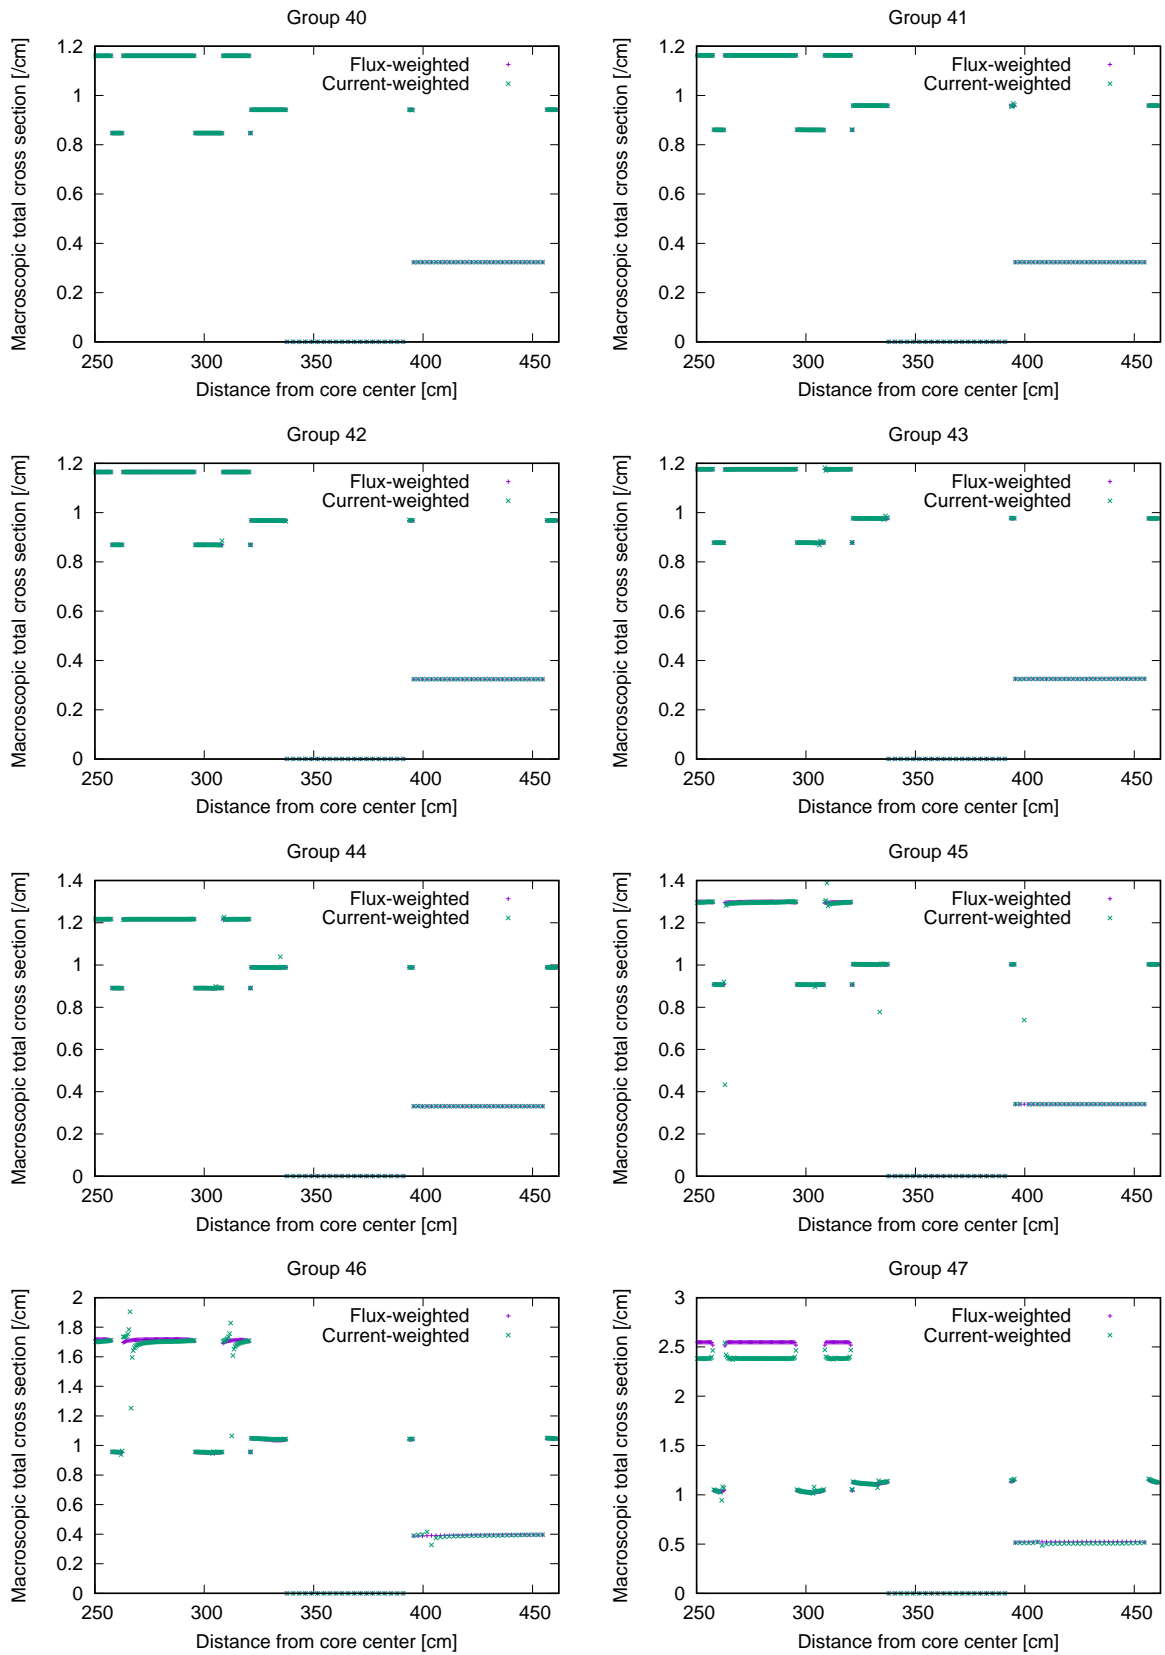 Group 40
Macroscopic total cross section [/cm]
Flux-weighted
Current-weighted
1.2
1
0.8
0.6
0.4
0.2
0
250 300 350 400 450
Distance from core center [cm]
Group 41
Macroscopic total cross section [/cm]
Flux-weighted
Current-weighted
1.2
1
0.8
0.6
0.4
0.2
0
250 300 350 400 450
Distance from core center [cm]
Group 42
Macroscopic total cross section [/cm]
Flux-weighted
Current-weighted
1.2
1
0.8
0.6
0.4
0.2
0
250 300 350 400 450
Distance from core center [cm]
Group 43
Macroscopic total cross section [/cm]
Flux-weighted
Current-weighted
1.2
1
0.8
0.6
0.4
0.2
0
250 300 350 400 450
Distance from core center [cm]
Group 44
Macroscopic total cross section [/cm]
Flux-weighted
Current-weighted
1.4
1.2
1
0.8
0.6
0.4
0.2
0
250 300 350 400 450
Distance from core center [cm]
Group 45
Macroscopic total cross section [/cm]
Flux-weighted
Current-weighted
1.4
1.2
1
0.8
0.6
0.4
0.2
0
250 300 350 400 450
Distance from core center [cm]
Group 46
Macroscopic total cross section [/cm]
Flux-weighted
Current-weighted
2
1.8
1.6
1.4
1.2
1
0.8
0.6
0.4
0.2
0
250 300 350 400 450
Distance from core center [cm]
Group 47
Macroscopic total cross section [/cm]
Flux-weighted
Current-weighted
3
2.5
2
1.5
1
0.5
0
250 300 350 400 450
Distance from core center [cm]